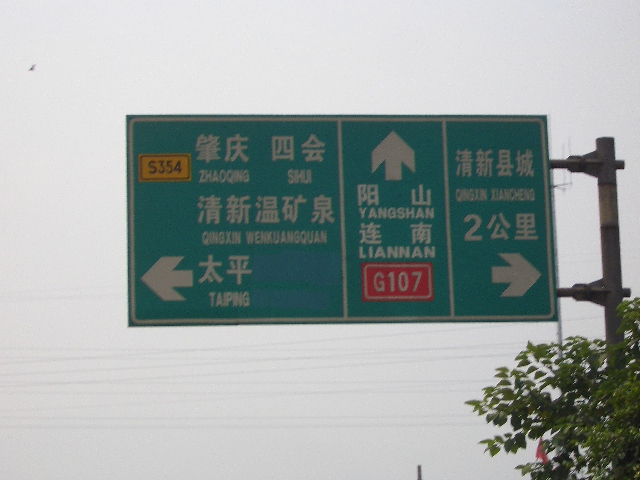 S354
肇庆 四会
ZHAOQING SIHUI
清新温矿泉
QINGXIN WENKUANGQUAN
太平
TAIPING
阳山
YANGSHAN
连南
LIANNAN
G107
清新县城
QINGXIN XIANCHENG
2公里